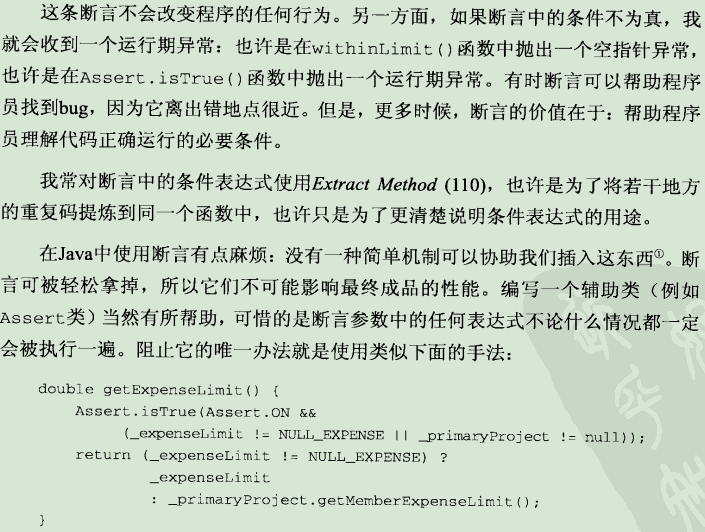 这条断言不会改变程序的任何行为。另一方面，如果断言中的条件不为真，我
就会收到一个运行期异常：也许是在withinLimit()函数中抛出一个空指针异常，
也许是在Assert.isTrue()函数中抛出一个运行期异常。有时断言可以帮助程序
员找到bug，因为它离出错地点很近。但是，更多时候，断言的价值在于：帮助程序
员理解代码正确运行的必要条件。
我常对断言中的条件表达式使用Extract Method (110)，也许是为了将若干地方
的重复码提炼到同一个函数中，也许只是为了更清楚说明条件表达式的用途。
在Java中使用断言有点麻烦：没有一种简单机制可以协助我们插入这东西①。断
言可被轻松拿掉，所以它们不可能影响最终成品的性能。编写一个辅助类（例如
Assert类）当然有所帮助，可惜的是断言参数中的任何表达式不论什么情况都一定
会被执行一遍。阻止它的唯一办法就是使用类似下面的手法：
double getExpenseLimit() {
Assert.isTrue(Assert.ON &&
(_expenseLimit != NULL_EXPENSE || _primaryProject != null));
return (_expenseLimit != NULL_EXPENSE) ?
_expenseLimit
: _primaryProject.getMemberExpenseLimit();
}